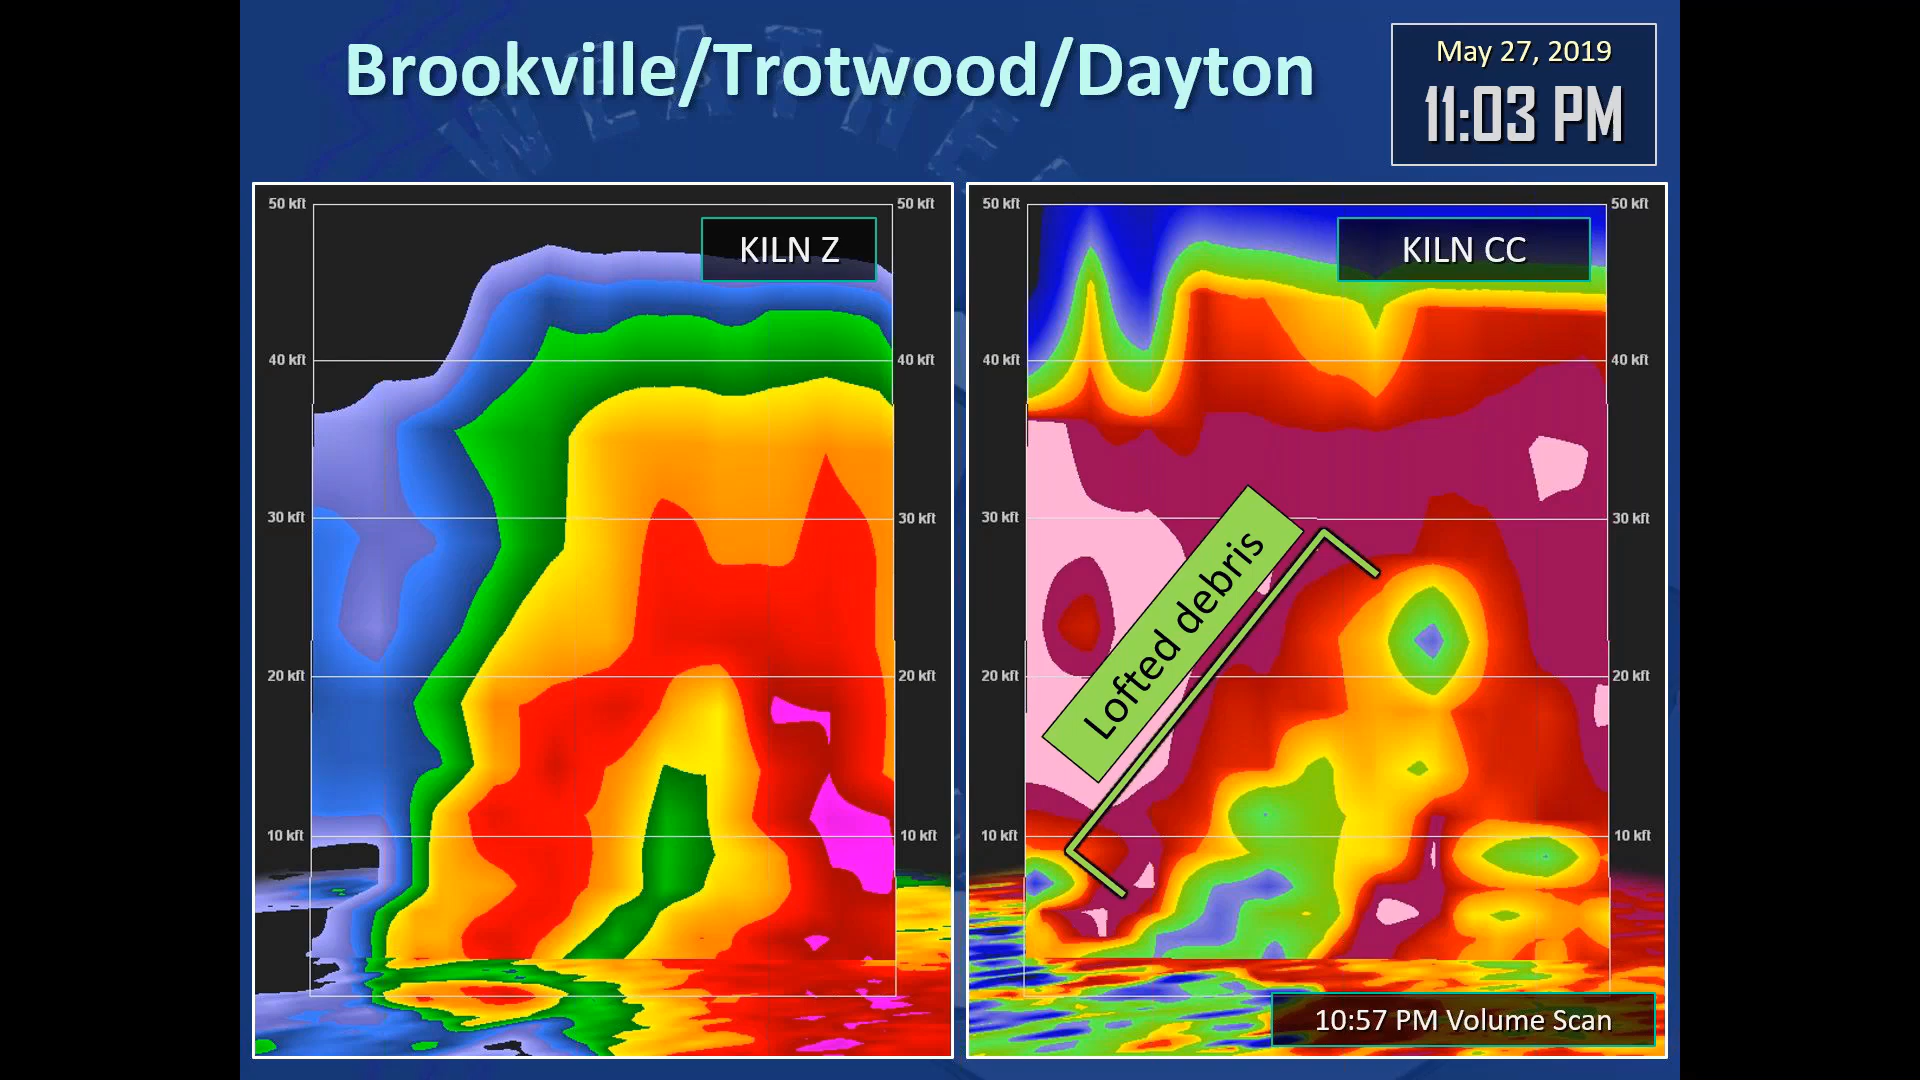 Brookville/Trotwood/Dayton
May 27, 2019
11:03 PM
50 kft
50 kft
KILN Z
40 kft
40 kft
30 kft
30 kft
20 kft
20 kft
10 kft
10 kft
50 kft
50 kft
KILN CC
40 kft
40 kft
30 kft
30 kft
Lofted debris
20 kft
20 kft
10 kft
10 kft
10:57 PM Volume Scan